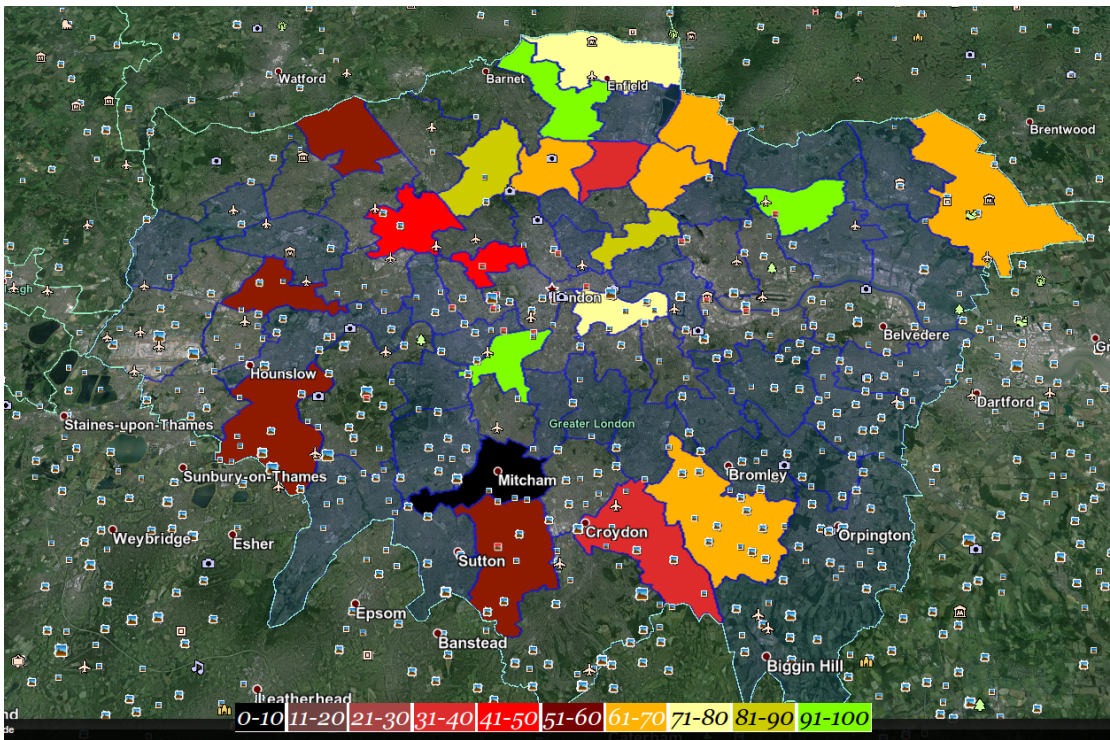 Watford
Barnet
Enfield
Brentwood
London
Belvedere
Hounslow
Dartford
Staines-upon-Thames
Greater London
Sunbury-on-Thames
Mitcham
Bromley
Weybridge
Esher
Croydon
Orpington
Sutton
Epsom
Banstead
Biggin Hill
Leatherhead
0-10 11-20 21-30 31-40 41-50 51-60 61-70 71-80 81-90 91-100